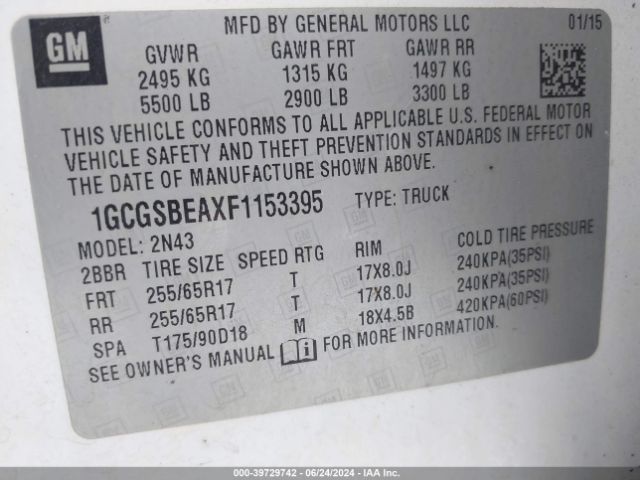 GM MFD BY GENERAL MOTORS LLC 01/15
GVWR GAWR FRT GAWR RR
2495 KG 1315 KG 1497 KG
5500 LB 2900 LB 3300 LB
THIS VEHICLE CONFORMS TO ALL APPLICABLE U.S. FEDERAL MOTOR
VEHICLE SAFETY AND THEFT PREVENTION STANDARDS IN EFFECT ON
THE DATE OF MANUFACTURE SHOWN ABOVE.
1GCGSBEAXF1153395 TYPE: TRUCK
MODEL: 2N43
2BBR TIRE SIZE SPEED RTG RIM COLD TIRE PRESSURE
FRT 255/65R17 T 17X8.0J 240KPA(35PSI)
RR 255/65R17 T 17X8.0J 240KPA(35PSI)
SPA T175/90D18 M 18X4.5B 420KPA(60PSI)
SEE OWNER'S MANUAL FOR MORE INFORMATION.
000-39729742 - 06/24/2024 - IAA Inc.